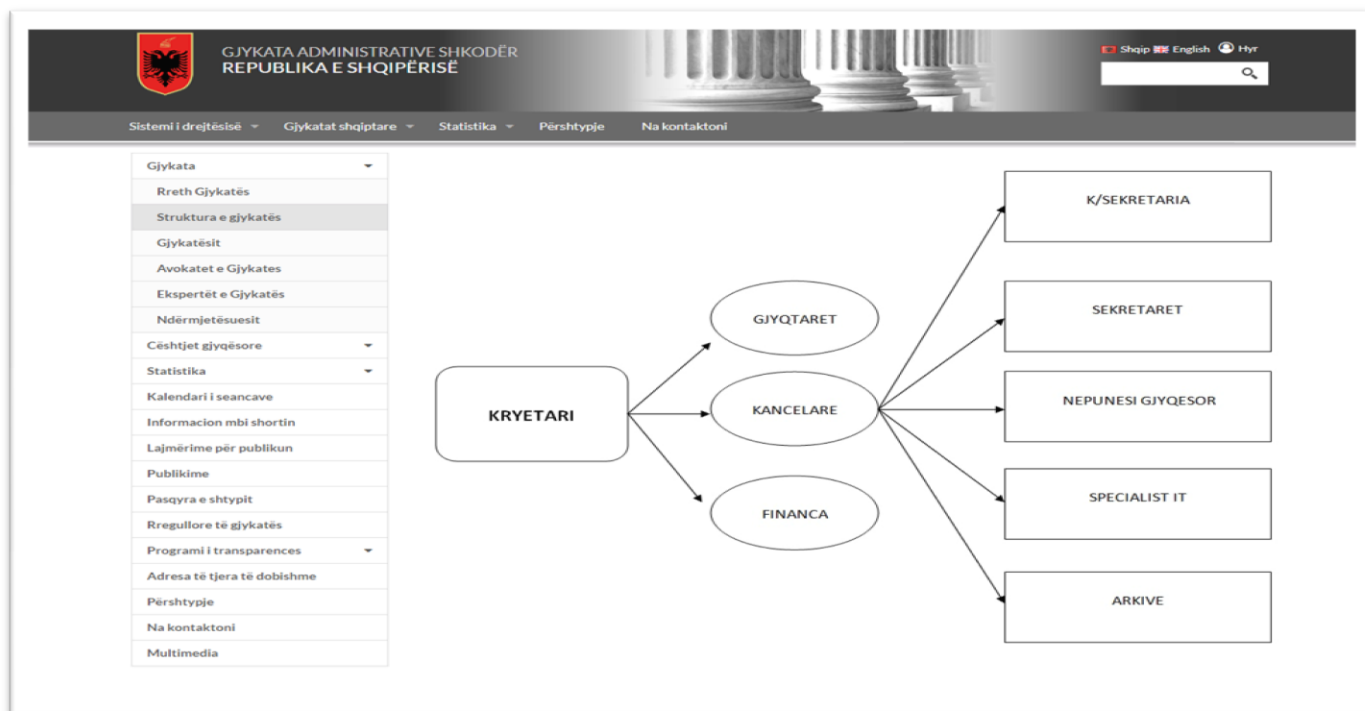 GJYKATA ADMINISTRATIVE SHKODËR
REPUBLIKA E SHQIPËRISË
Shqip English Hyr
Sistemi i drejtësisë Gjykatat shqiptare Statistika Përshtypje Na kontaktoni
Gjykata
Rreth Gjykatës
Struktura e gjykatës
Gjykatësit
Avokatet e Gjykates
Ekspertët e Gjykatës
Ndërmjetësuesit
Cështjet gjyqësore
Statistika
Kalendari i seancave
Informacion mbi shortin
Lajmërime për publikun
Publikime
Pasqyra e shtypit
Rregullore të gjykatës
Programi i transparences
Adresa të tjera të dobishme
Përshtypje
Na kontaktoni
Multimedia
KRYETARI
GJYQTARET
KANCELARE
FINANCA
K/SEKRETARIA
SEKRETARET
NEPUNESI GJYQESOR
SPECIALIST IT
ARKIVE